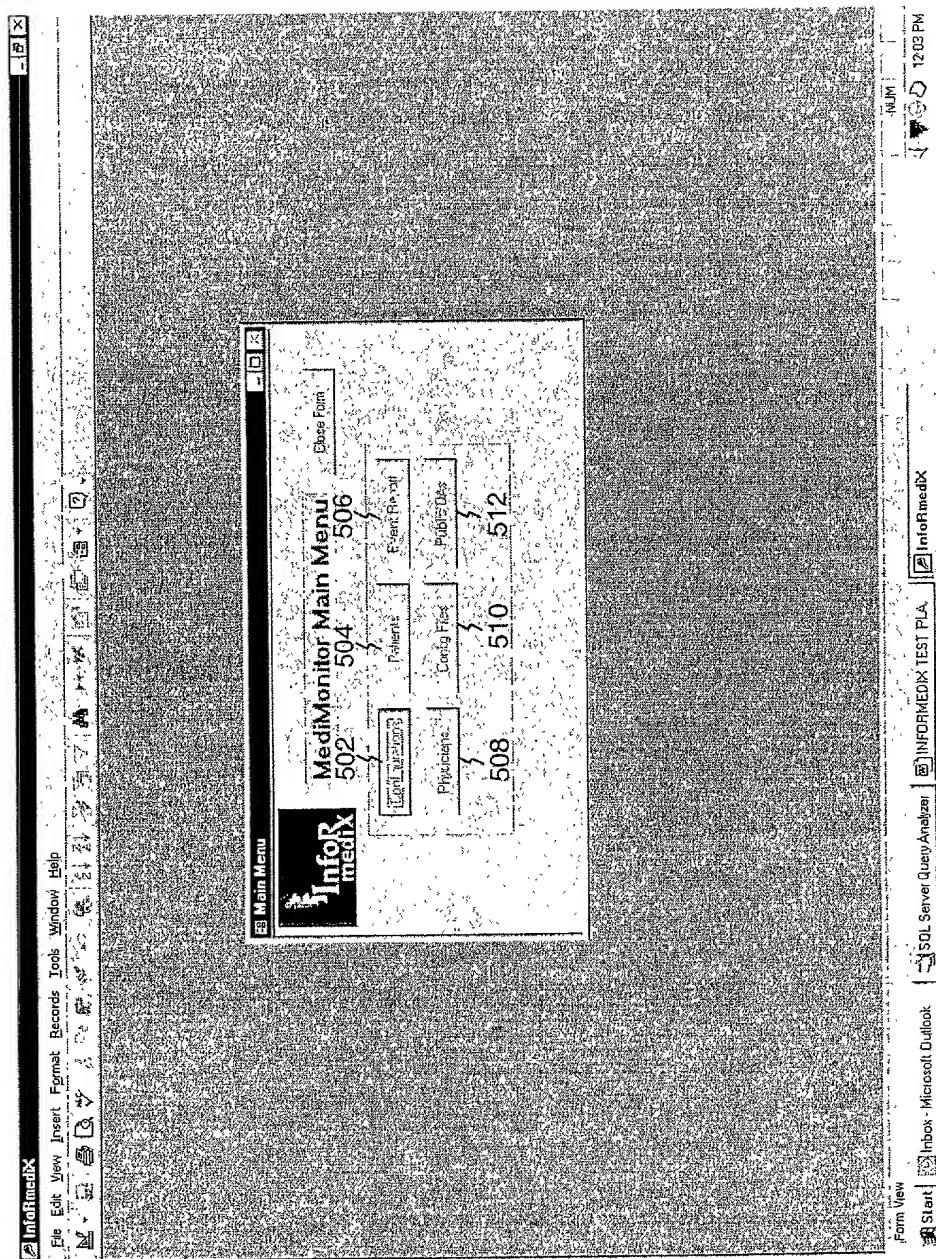 InfoRmediX
File Edit View Insert Format Records Tools Window Help
Main Menu
InfoR
mediX
MediMonitor Main Menu
Close Form
502 504 506
Configurations Patients Event Report
Physicians Config Files
508 510 512
Form View NUM
Start Inbox - Microsoft Outlook SQL Server Query Analyzer INFORMEDIX TEST PLA... InfoRmediX 12:03 PM